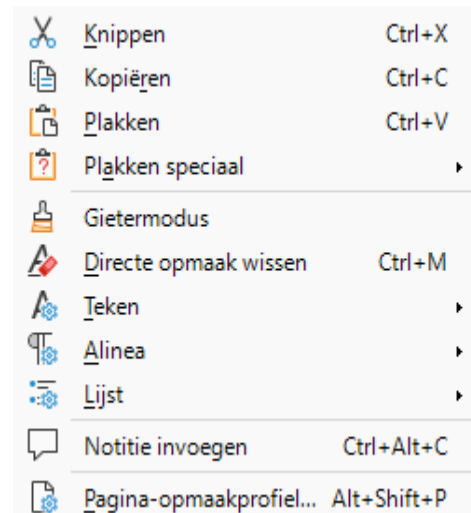 Knippen Ctrl+X
Kopiëren Ctrl+C
Plakken Ctrl+V
Plakken speciaal
Gietermodus
Directe opmaak wissen Ctrl+M
Teken
Alinea
Lijst
Notitie invoegen Ctrl+Alt+C
Pagina-opmaakprofiel... Alt+Shift+P